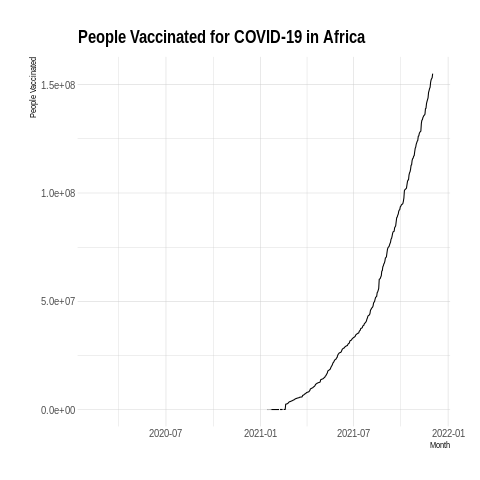 People Vaccinated for COVID-19 in Africa
People Vaccinated
1.5e+08
1.0e+08
5.0e+07
0.0e+00
2020-07 2021-01 2021-07 2022-01
Month